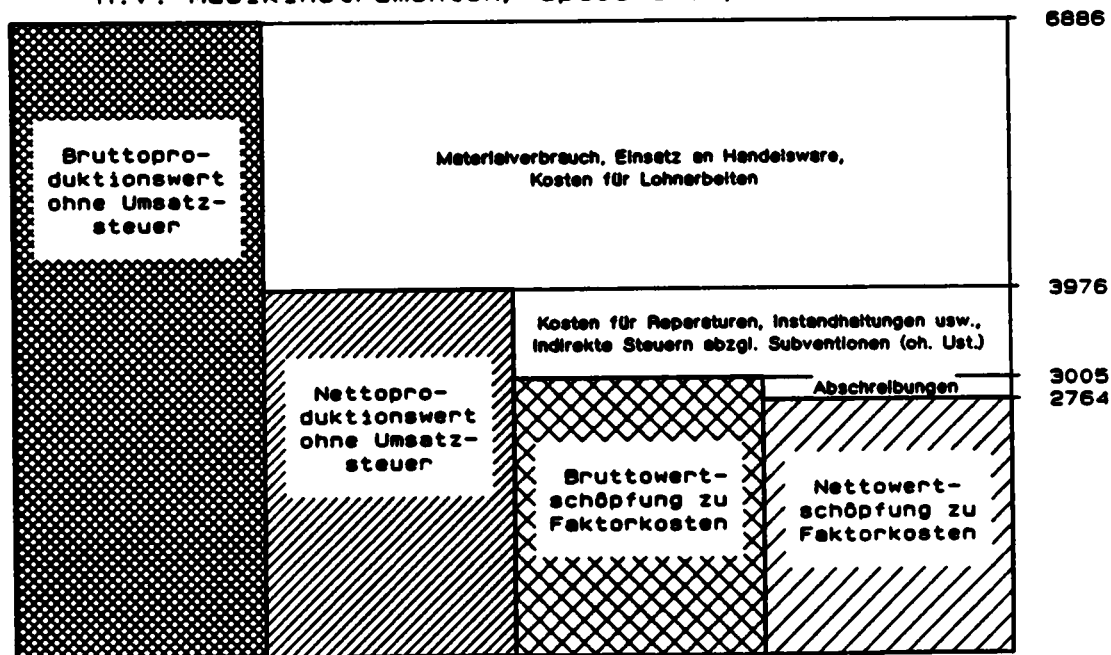 6886
Bruttopro-
duktionswert
ohne Umsatz-
steuer
Materialverbrauch, Einsatz an Handelsware,
Kosten für Lohnarbeiten
3976
Kosten für Reparaturen, Instandhaltungen usw.,
Indirekte Steuern abzgl. Subventionen (oh. Ust.)
3005
Abschreibungen
2764
Nettopro-
duktionswert
ohne Umsatz-
steuer
Bruttowert-
schöpfung zu
Faktorkosten
Nettowert-
schöpfung zu
Faktorkosten